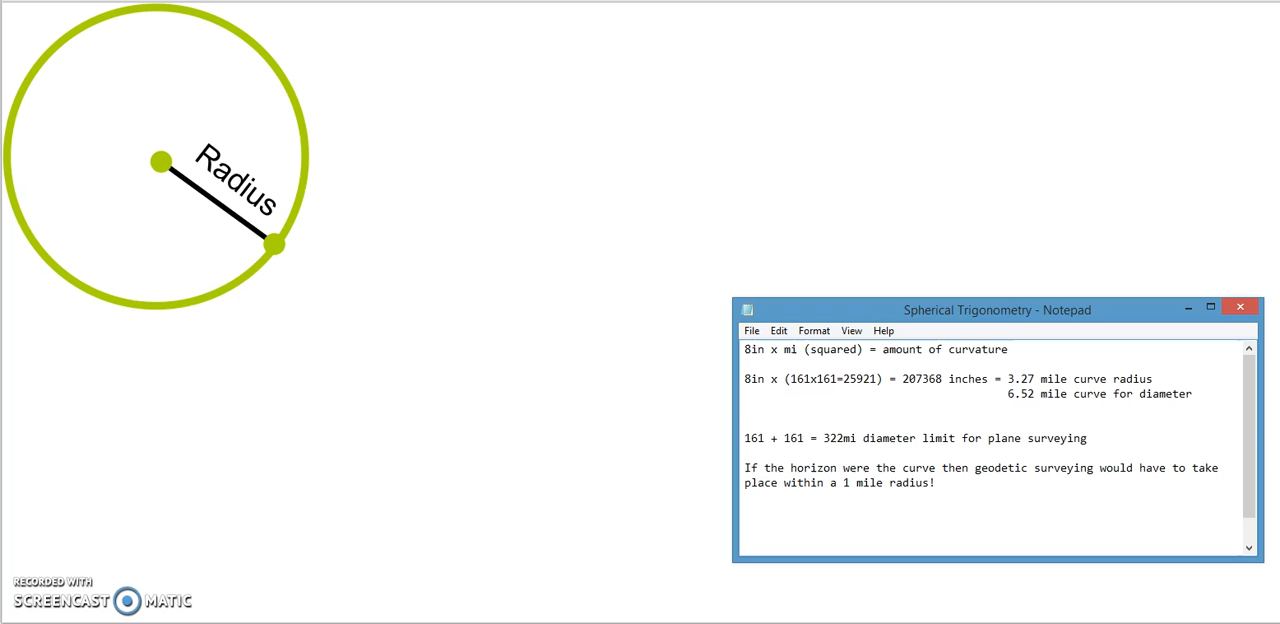 Radius
Spherical Trigonometry - Notepad
File Edit Format View Help
8in x mi (squared) = amount of curvature
8in x (161x161=25921) = 207368 inches = 3.27 mile curve radius
6.52 mile curve for diameter
161 + 161 = 322mi diameter limit for plane surveying
If the horizon were the curve then geodetic surveying would have to take
place within a 1 mile radius!
RECORDED WITH
SCREENCAST MATIC